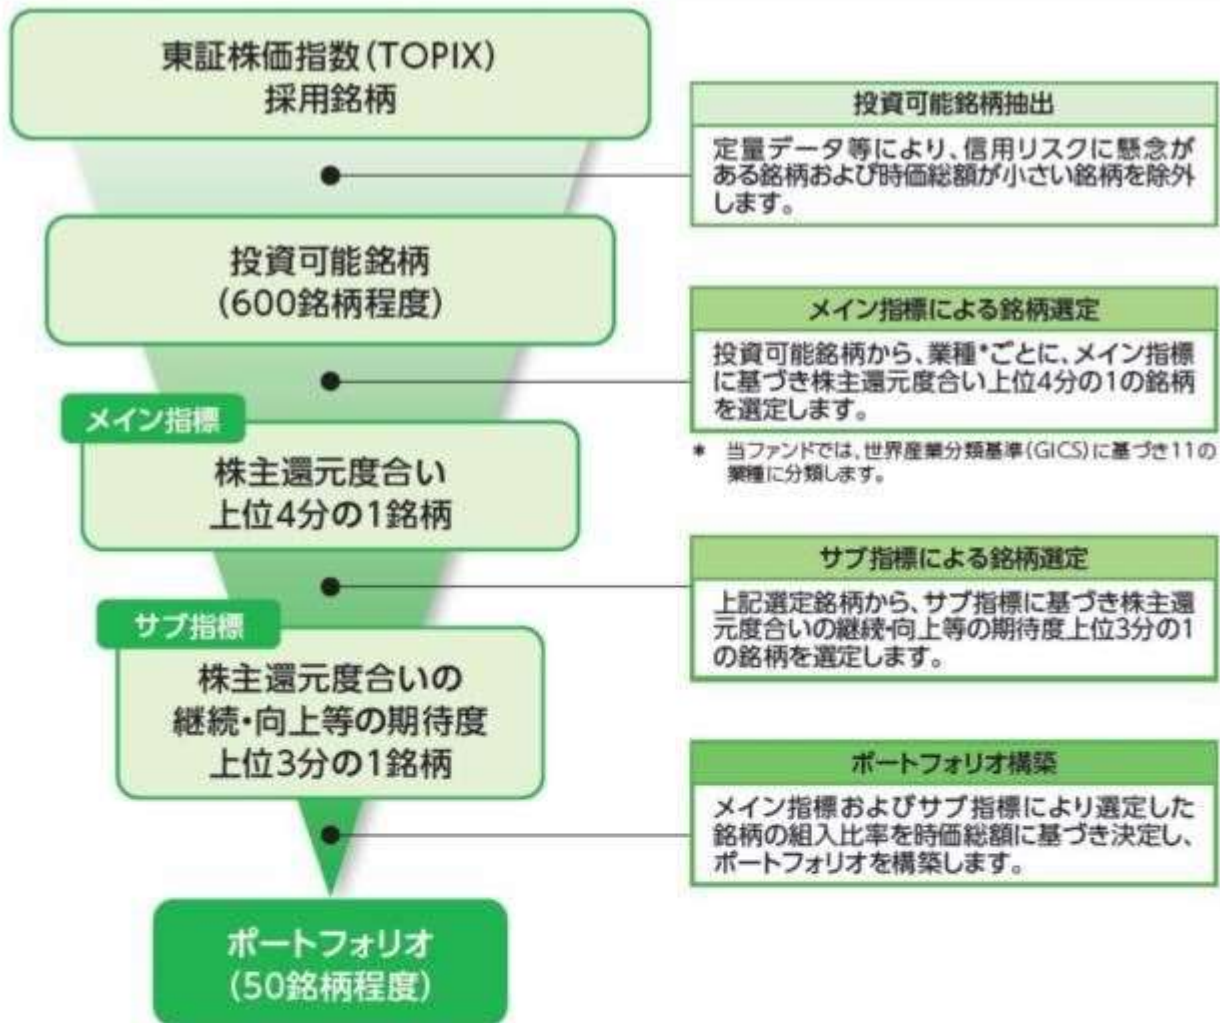 東証株価指数(TOPIX)
採用銘柄
投資可能銘柄抽出
定量データ等により、信用リスクに懸念が
ある銘柄および時価総額が小さい銘柄を除外
します。
投資可能銘柄
(600銘柄程度)
メイン指標による銘柄選定
投資可能銘柄から、業種*ごとに、メイン指標
に基づき株主還元度合い上位4分の1の銘柄
を選定します。
* 当ファンドでは、世界産業分類基準(GICS)に基づき11の
業種に分類します。
メイン指標
株主還元度合い
上位4分の1銘柄
サブ指標による銘柄選定
上記選定銘柄から、サブ指標に基づき株主還
元度合いの継続・向上等の期待度上位3分の1
の銘柄を選定します。
サブ指標
株主還元度合いの
継続・向上等の期待度
上位3分の1銘柄
ポートフォリオ構築
メイン指標およびサブ指標により選定した
銘柄の組入比率を時価総額に基づき決定し、
ポートフォリオを構築します。
ポートフォリオ
(50銘柄程度)